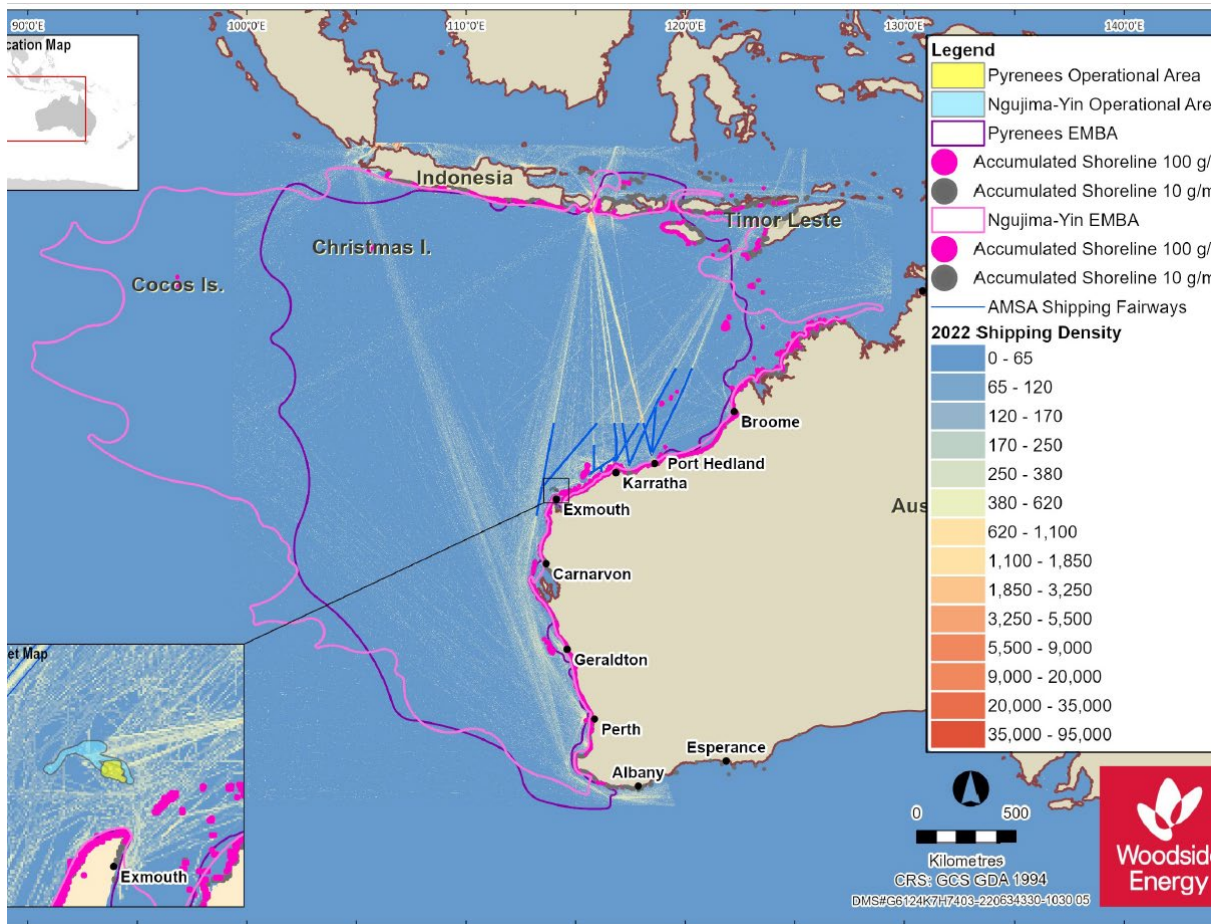 90°0'E 100°0'E 110°0'E 120°0'E 130°0'E 140°0'E
cation Map
Indonesia
Timor Leste
Christmas I.
Cocos Is.
Broome
Port Hedland
Karratha
Exmouth
Aus
Carnarvon
Geraldton
Perth
Esperance
Albany
et Map
Exmouth
Legend
Pyrenees Operational Area
Ngujima-Yin Operational Are
Pyrenees EMBA
Accumulated Shoreline 100 g/
Accumulated Shoreline 10 g/m
Ngujima-Yin EMBA
Accumulated Shoreline 100 g/
Accumulated Shoreline 10 g/m
AMSA Shipping Fairways
2022 Shipping Density
0 - 65
65 - 120
120 - 170
170 - 250
250 - 380
380 - 620
620 - 1,100
1,100 - 1,850
1,850 - 3,250
3,250 - 5,500
5,500 - 9,000
9,000 - 20,000
20,000 - 35,000
35,000 - 95,000
0 500
Kilometres
CRS: GCS GDA 1994
DMS#G6124K7H7403-220634330-1030 05
Woodside
Energy